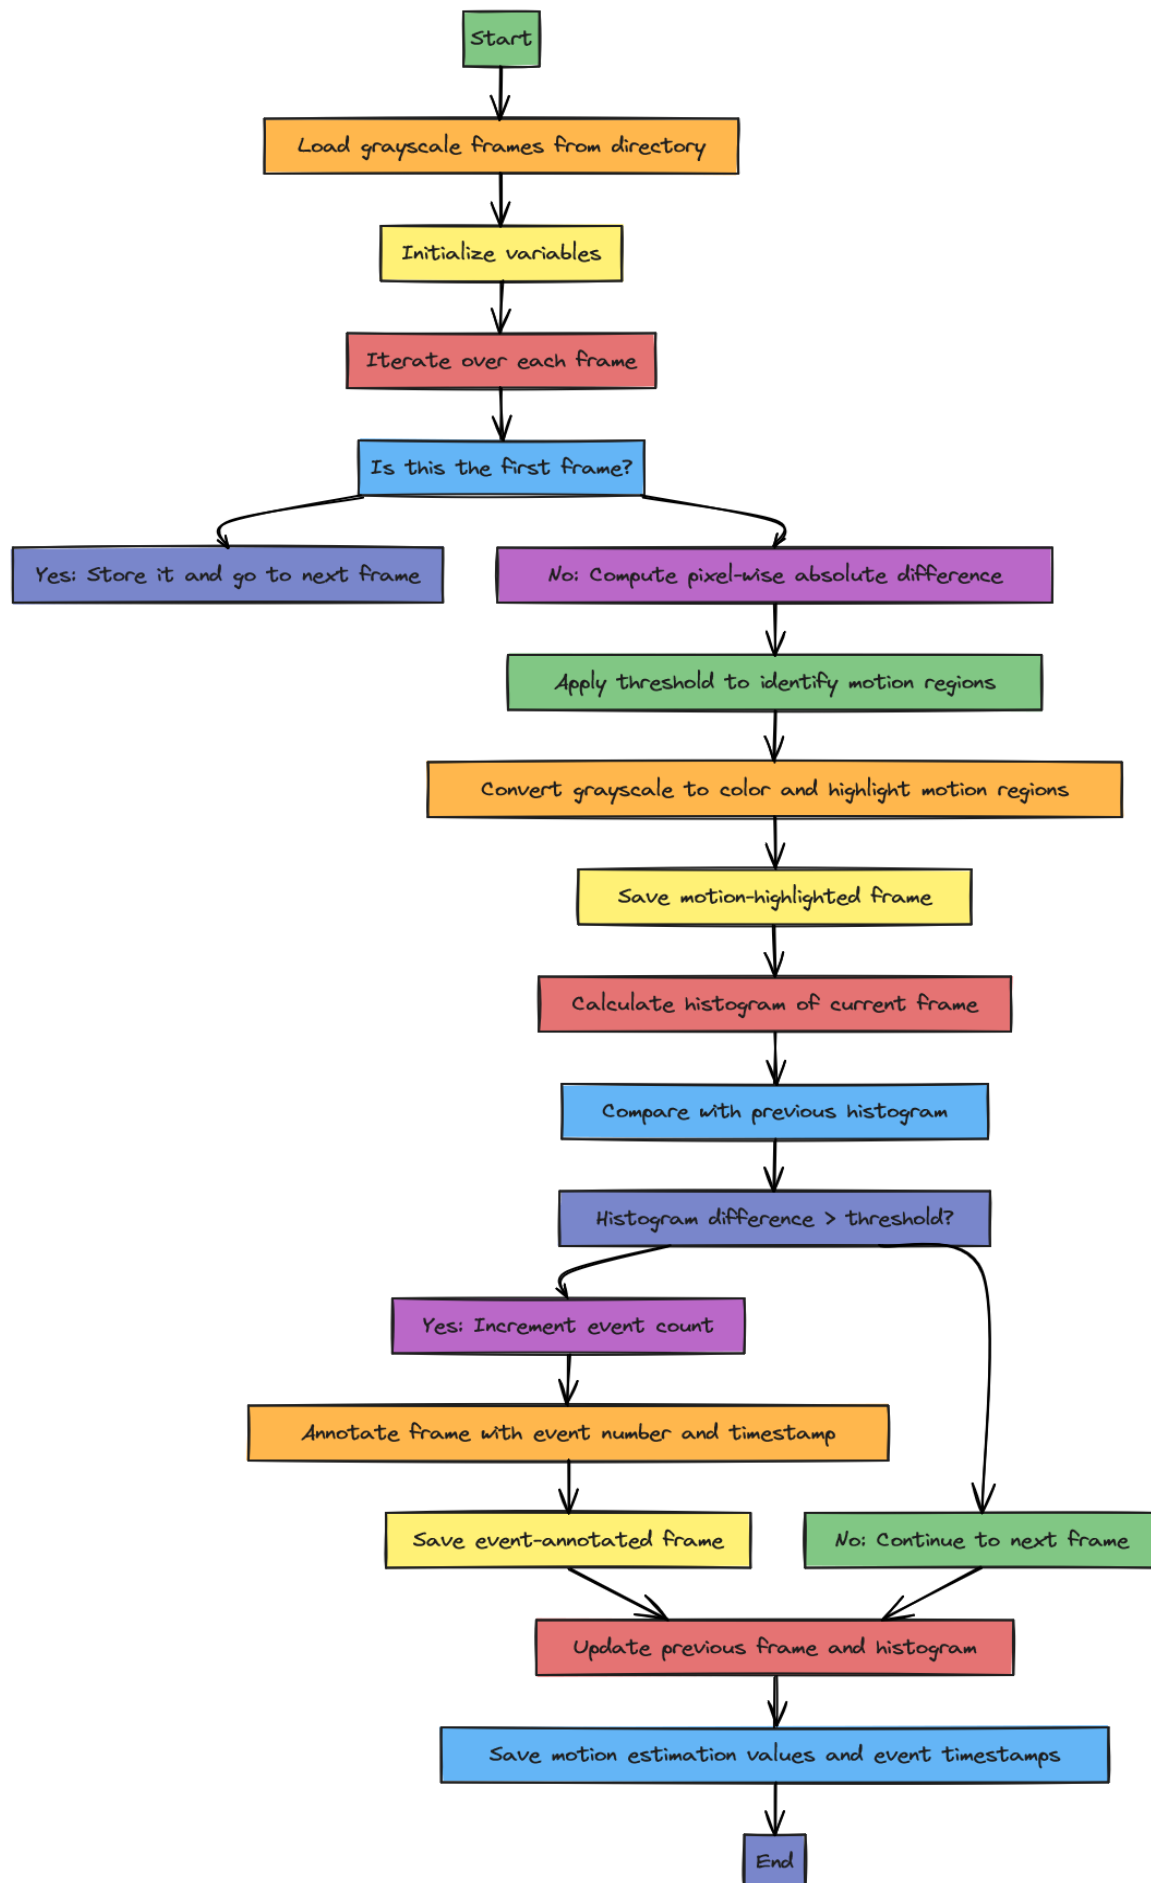 Start
Load grayscale frames from directory
Initialize variables
Iterate over each frame
Is this the first frame?
Yes: Store it and go to next frame
No: Compute pixel-wise absolute difference
Apply threshold to identify motion regions
Convert grayscale to color and highlight motion regions
Save motion-highlighted frame
Calculate histogram of current frame
Compare with previous histogram
Histogram difference > threshold?
Yes: Increment event count
Annotate frame with event number and timestamp
Save event-annotated frame
No: Continue to next frame
Update previous frame and histogram
Save motion estimation values and event timestamps
End